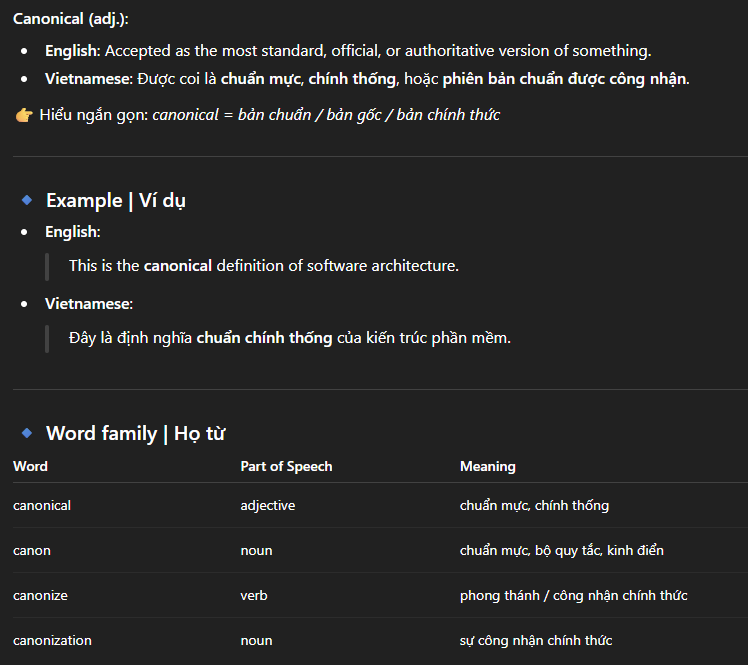 Canonical (adj.):
English: Accepted as the most standard, official, or authoritative version of something.
Vietnamese: Được coi là chuẩn mực, chính thống, hoặc phiên bản chuẩn được công nhận.
👉 Hiểu ngắn gọn: canonical = bản chuẩn / bản gốc / bản chính thức
Example | Ví dụ
English:
This is the canonical definition of software architecture.
Vietnamese:
Đây là định nghĩa chuẩn chính thống của kiến trúc phần mềm.
Word family | Họ từ
Word Part of Speech Meaning
canonical adjective chuẩn mực, chính thống
canon noun chuẩn mực, bộ quy tắc, kinh điển
canonize verb phong thánh / công nhận chính thức
canonization noun sự công nhận chính thức